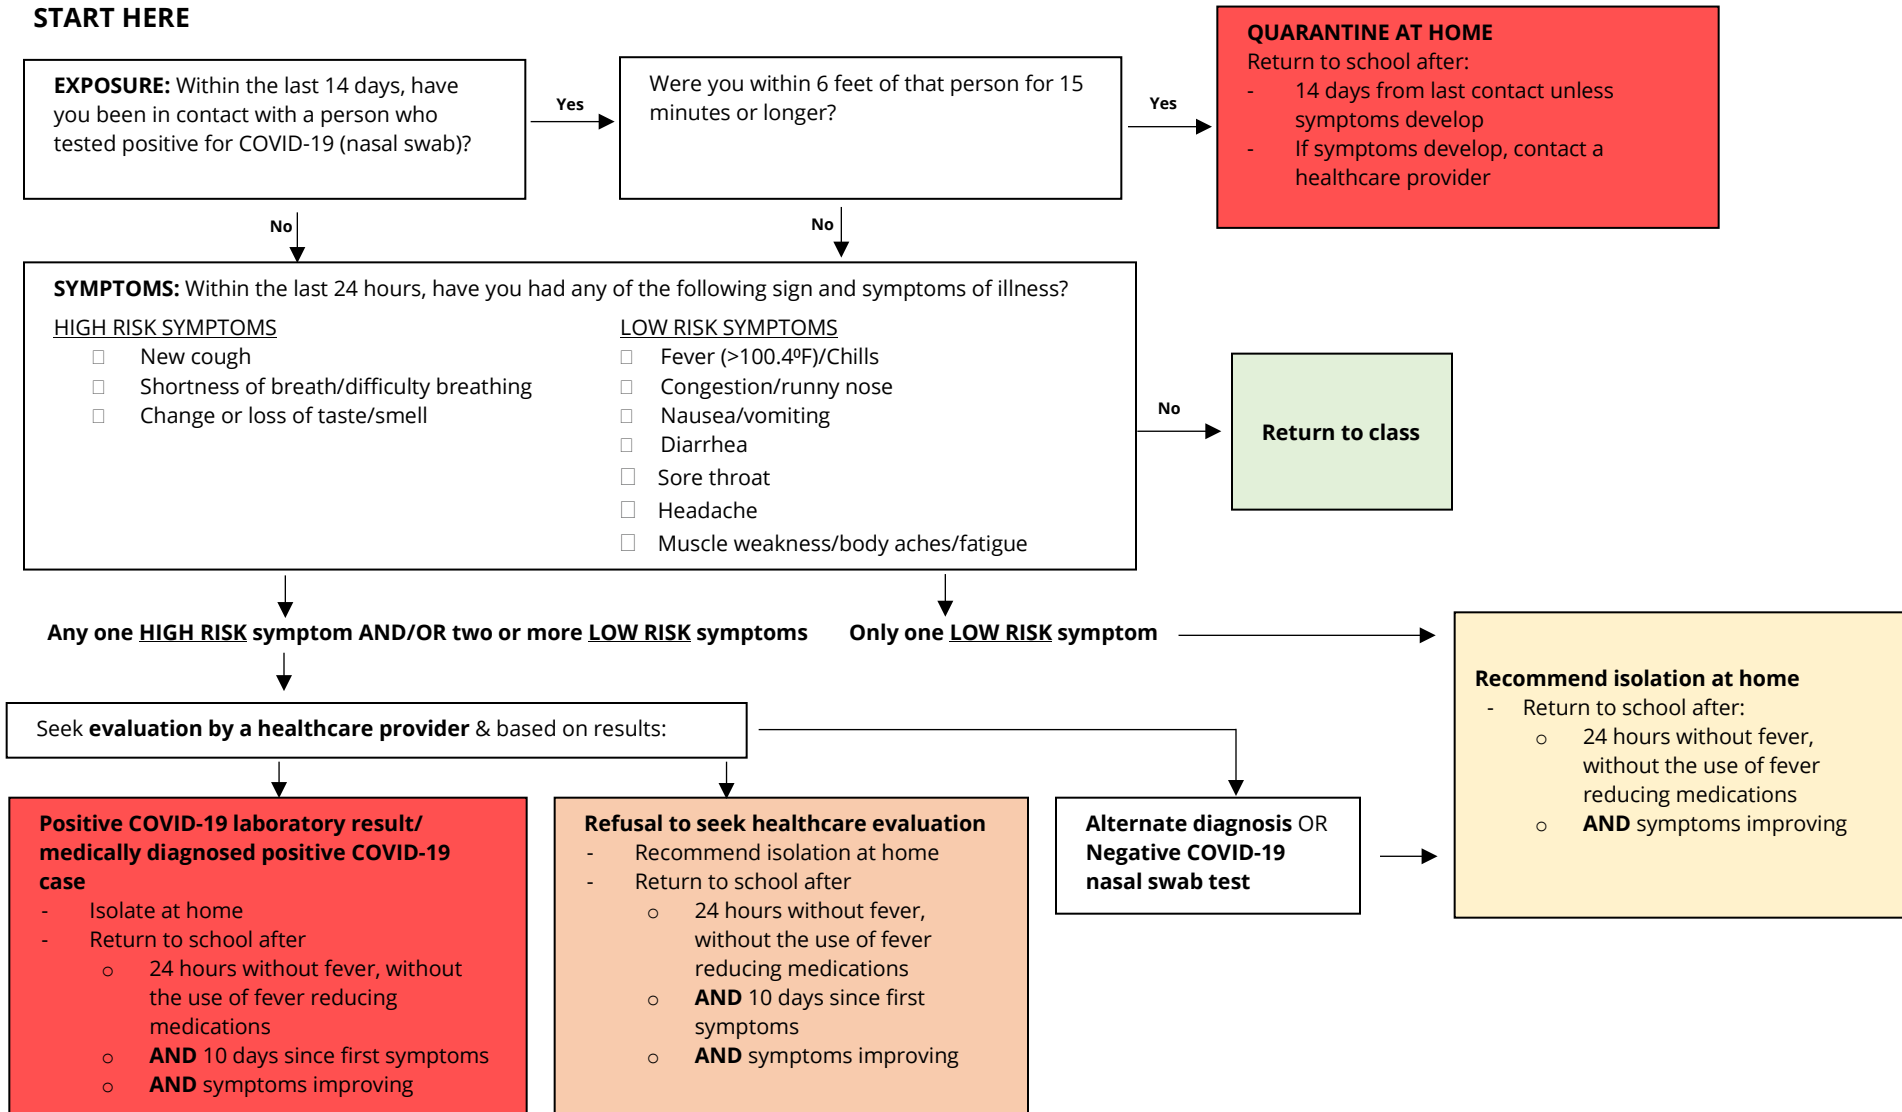 START HERE
EXPOSURE: Within the last 14 days, have
you been in contact with a person who
tested positive for COVID-19 (nasal swab)?
Yes
Were you within 6 feet of that person for 15
minutes or longer?
Yes
QUARANTINE AT HOME
Return to school after:
- 14 days from last contact unless
symptoms develop
- If symptoms develop, contact a
healthcare provider
No
No
SYMPTOMS: Within the last 24 hours, have you had any of the following sign and symptoms of illness?
HIGH RISK SYMPTOMS
☐ New cough
☐ Shortness of breath/difficulty breathing
☐ Change or loss of taste/smell
LOW RISK SYMPTOMS
☐ Fever (>100.4⁰F)/Chills
☐ Congestion/runny nose
☐ Nausea/vomiting
☐ Diarrhea
☐ Sore throat
☐ Headache
☐ Muscle weakness/body aches/fatigue
No
Return to class
Any one HIGH RISK symptom AND/OR two or more LOW RISK symptoms
Only one LOW RISK symptom
Recommend isolation at home
- Return to school after:
o 24 hours without fever,
without the use of fever
reducing medications
o AND symptoms improving
Seek evaluation by a healthcare provider & based on results:
Positive COVID-19 laboratory result/
medically diagnosed positive COVID-19
case
- Isolate at home
- Return to school after
o 24 hours without fever, without
the use of fever reducing
medications
o AND 10 days since first symptoms
o AND symptoms improving
Refusal to seek healthcare evaluation
- Recommend isolation at home
- Return to school after
o 24 hours without fever,
without the use of fever
reducing medications
o AND 10 days since first
symptoms
o AND symptoms improving
Alternate diagnosis OR
Negative COVID-19
nasal swab test